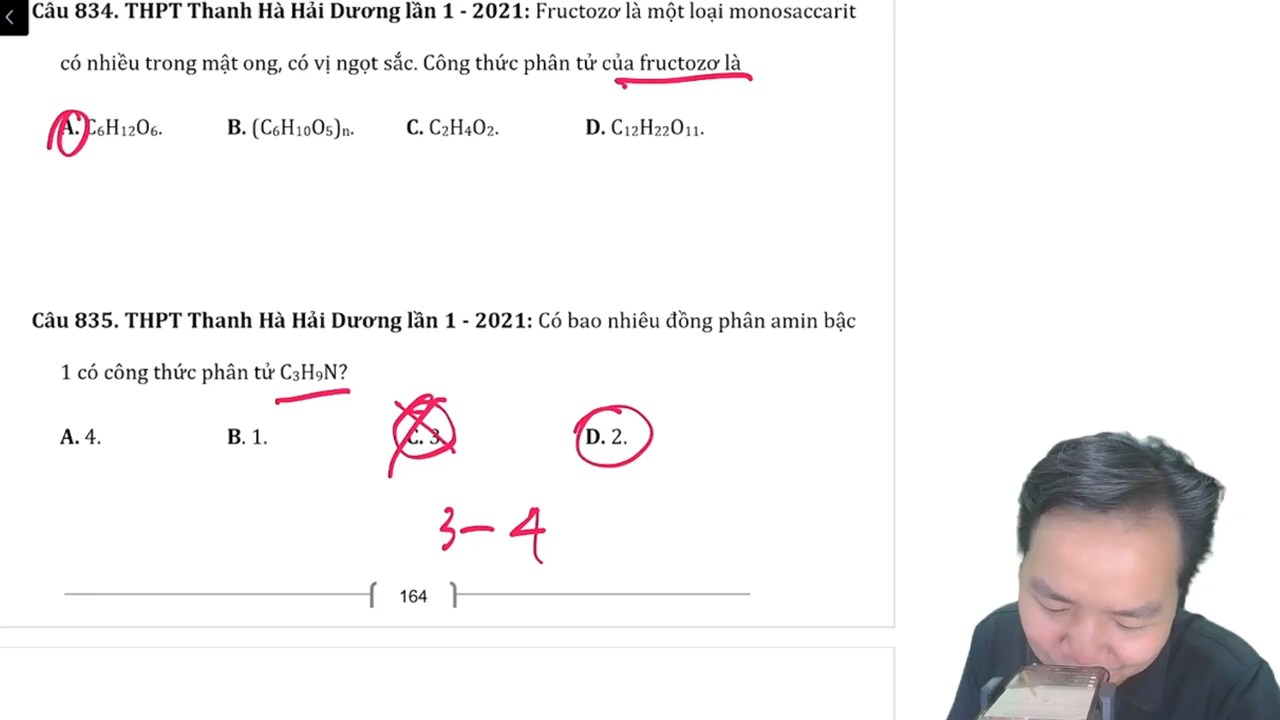 Câu 834. THPT Thanh Hà Hải Dương lần 1 - 2021: Fructozơ là một loại monosaccarit
có nhiều trong mật ong, có vị ngọt sắc. Công thức phân tử của fructozơ là
A. C₆H₁₂O₆. B. (C₆H₁₀O₅)ₙ. C. C₂H₄O₂. D. C₁₂H₂₂O₁₁.
Câu 835. THPT Thanh Hà Hải Dương lần 1 - 2021: Có bao nhiêu đồng phân amin bậc
1 có công thức phân tử C₃H₉N?
A. 4. B. 1. C. 3 D. 2.
3 - 4
164